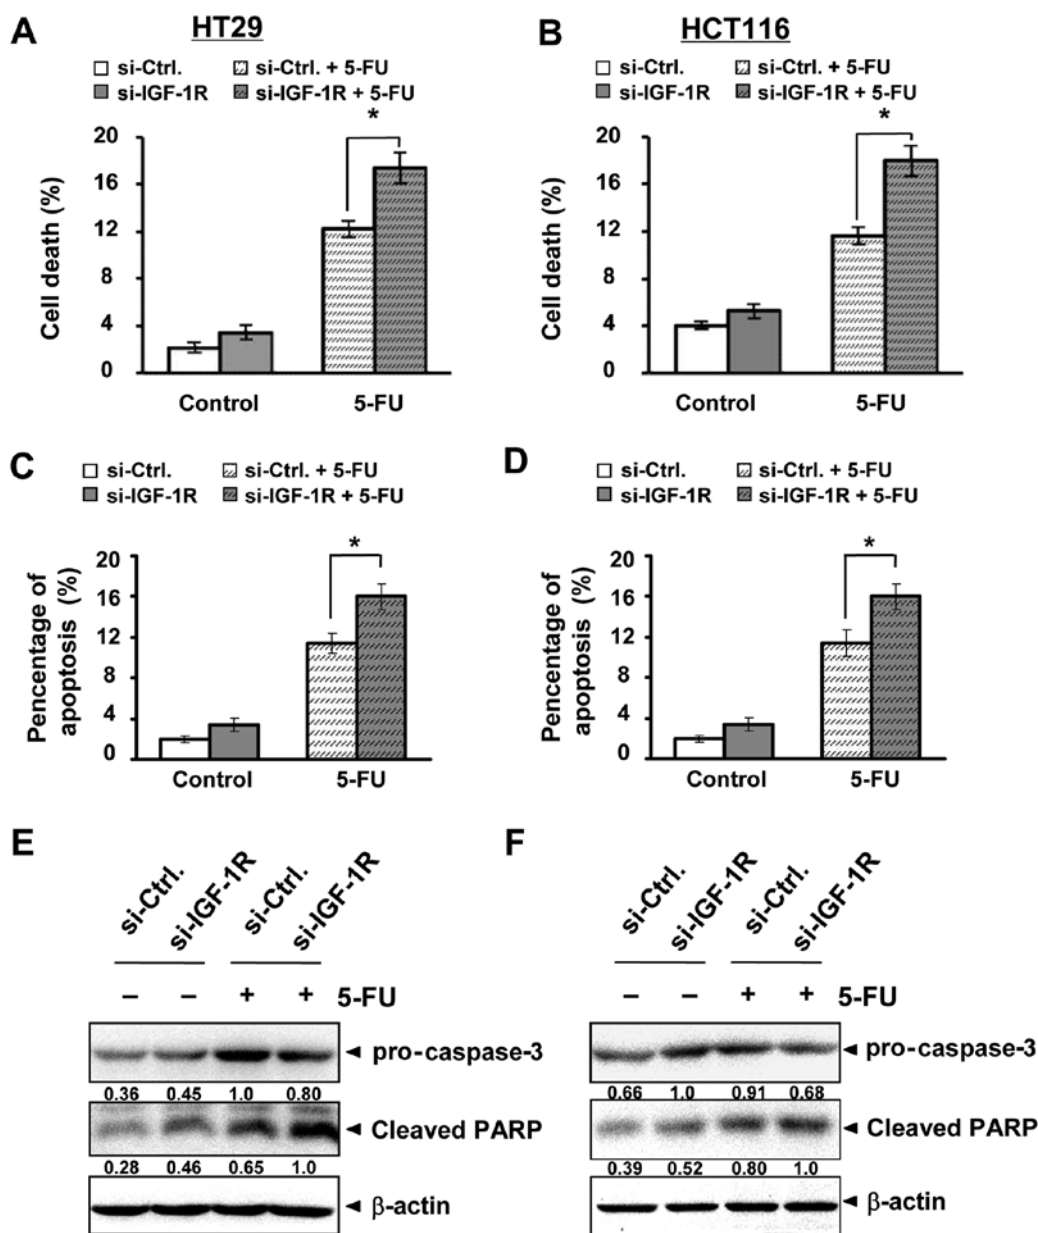 A HT29
si-Ctrl. si-Ctrl. + 5-FU
si-IGF-1R si-IGF-1R + 5-FU
*
Cell death (%)
20
16
12
8
4
0
Control 5-FU
B HCT116
si-Ctrl. si-Ctrl. + 5-FU
si-IGF-1R si-IGF-1R + 5-FU
*
Cell death (%)
20
16
12
8
4
0
Control 5-FU
C
si-Ctrl. si-Ctrl. + 5-FU
si-IGF-1R si-IGF-1R + 5-FU
*
Pencentage of
apoptosis (%)
20
16
12
8
4
0
Control 5-FU
D
si-Ctrl. si-Ctrl. + 5-FU
si-IGF-1R si-IGF-1R + 5-FU
*
Pencentage of
apoptosis (%)
20
16
12
8
4
0
Control 5-FU
E
si-Ctrl. si-IGF-1R si-Ctrl. si-IGF-1R
– – + + 5-FU
pro-caspase-3
0.36 0.45 1.0 0.80
Cleaved PARP
0.28 0.46 0.65 1.0
β-actin
F
si-Ctrl. si-IGF-1R si-Ctrl. si-IGF-1R
– – + + 5-FU
pro-caspase-3
0.66 1.0 0.91 0.68
Cleaved PARP
0.39 0.52 0.80 1.0
β-actin